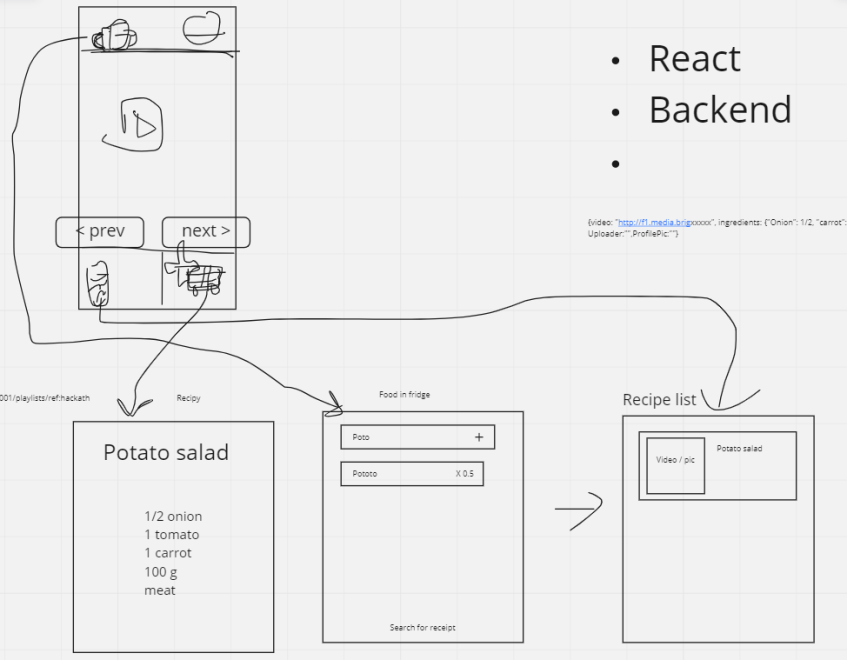 • React
• Backend
•
{video: "http://f1.media.brigxxxxx", ingredients: {"Onion": 1/2, "carrot":
Uploader:"",ProfilePic:""}
< prev
next >
001/playlists/ref:hackath
Recipy
Potato salad
1/2 onion
1 tomato
1 carrot
100 g
meat
Food in fridge
Poto +
Pototo X 0.5
Search for receipt
Recipe list
Video / pic
Potato salad